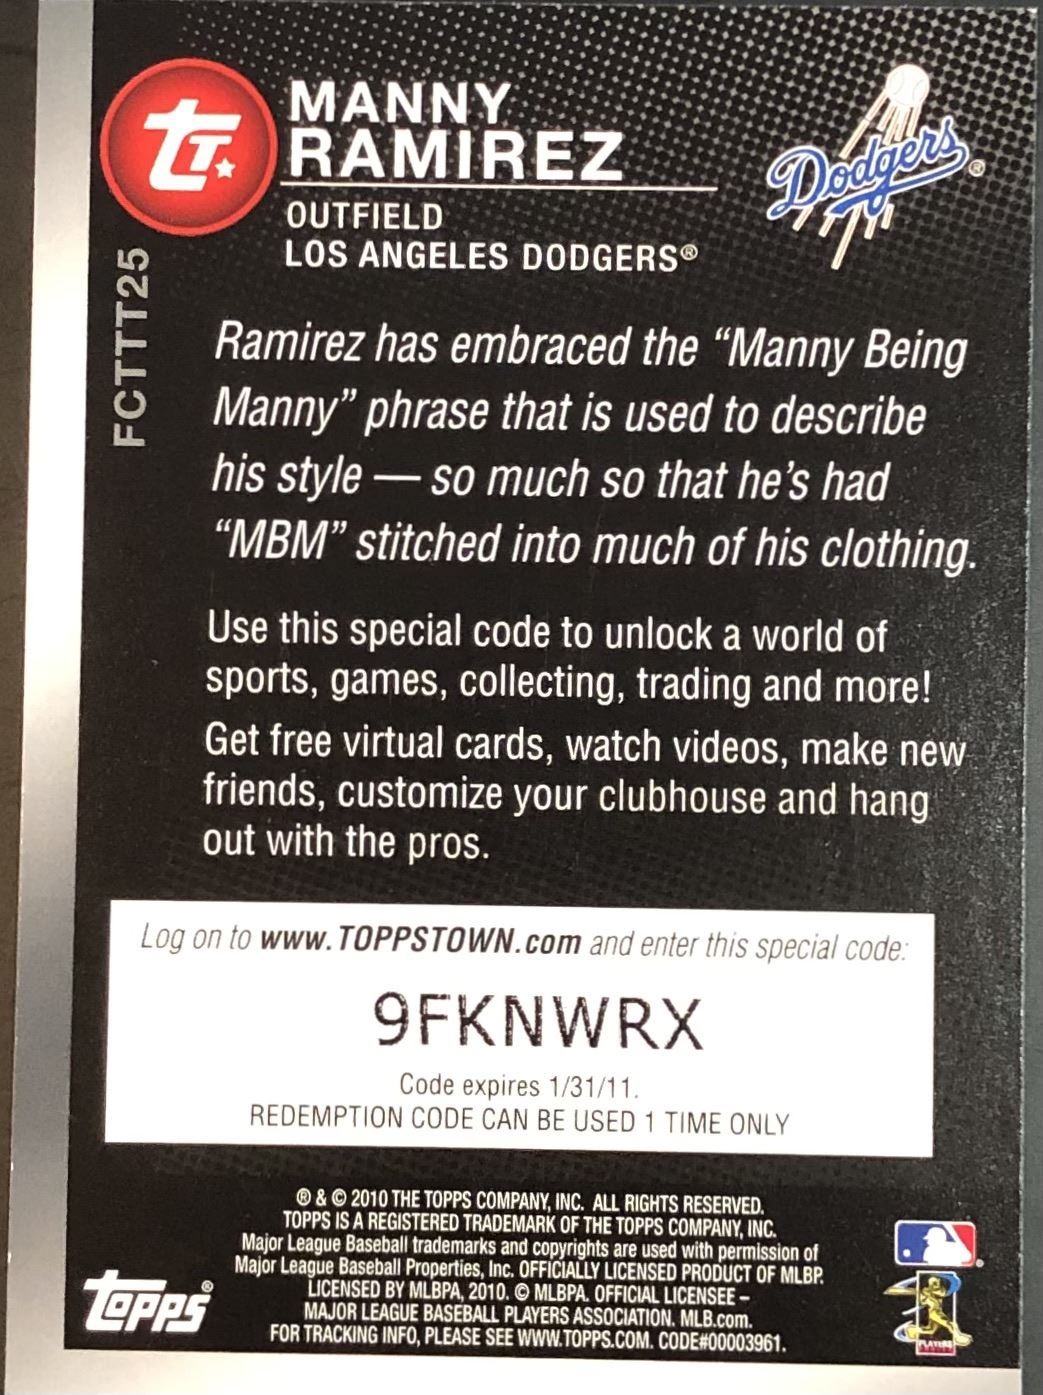 TT
MANNY
RAMIREZ
OUTFIELD
LOS ANGELES DODGERS®
Dodgers®
FCTTT25
Ramirez has embraced the “Manny Being
Manny” phrase that is used to describe
his style — so much so that he’s had
“MBM” stitched into much of his clothing.
Use this special code to unlock a world of
sports, games, collecting, trading and more!
Get free virtual cards, watch videos, make new
friends, customize your clubhouse and hang
out with the pros.
Log on to www.TOPPSTOWN.com and enter this special code:
9FKNWRX
Code expires 1/31/11.
REDEMPTION CODE CAN BE USED 1 TIME ONLY
® & © 2010 THE TOPPS COMPANY, INC. ALL RIGHTS RESERVED.
TOPPS IS A REGISTERED TRADEMARK OF THE TOPPS COMPANY, INC.
Major League Baseball trademarks and copyrights are used with permission of
Major League Baseball Properties, Inc. OFFICIALLY LICENSED PRODUCT OF MLBP.
LICENSED BY MLBPA, 2010. © MLBPA. OFFICIAL LICENSEE –
MAJOR LEAGUE BASEBALL PLAYERS ASSOCIATION. MLB.com.
FOR TRACKING INFO, PLEASE SEE WWW.TOPPS.COM. CODE#00003961.
Topps®
PLAYERS